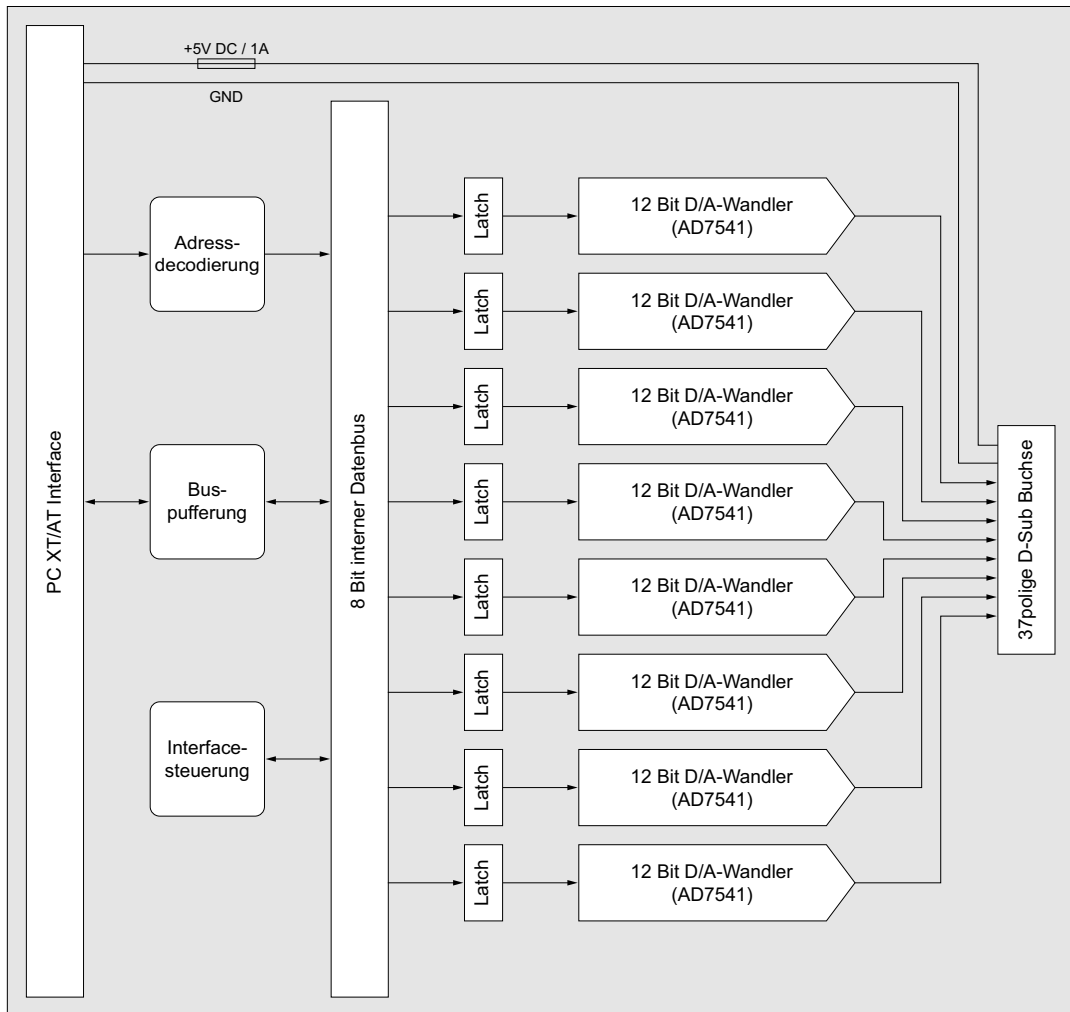 +5V DC / 1A
GND
PC XT/AT Interface
Adress-
decodierung
Bus-
pufferung
Interface-
steuerung
8 Bit interner Datenbus
Latch
12 Bit D/A-Wandler
(AD7541)
Latch
12 Bit D/A-Wandler
(AD7541)
Latch
12 Bit D/A-Wandler
(AD7541)
Latch
12 Bit D/A-Wandler
(AD7541)
Latch
12 Bit D/A-Wandler
(AD7541)
Latch
12 Bit D/A-Wandler
(AD7541)
Latch
12 Bit D/A-Wandler
(AD7541)
Latch
12 Bit D/A-Wandler
(AD7541)
37polige D-Sub Buchse